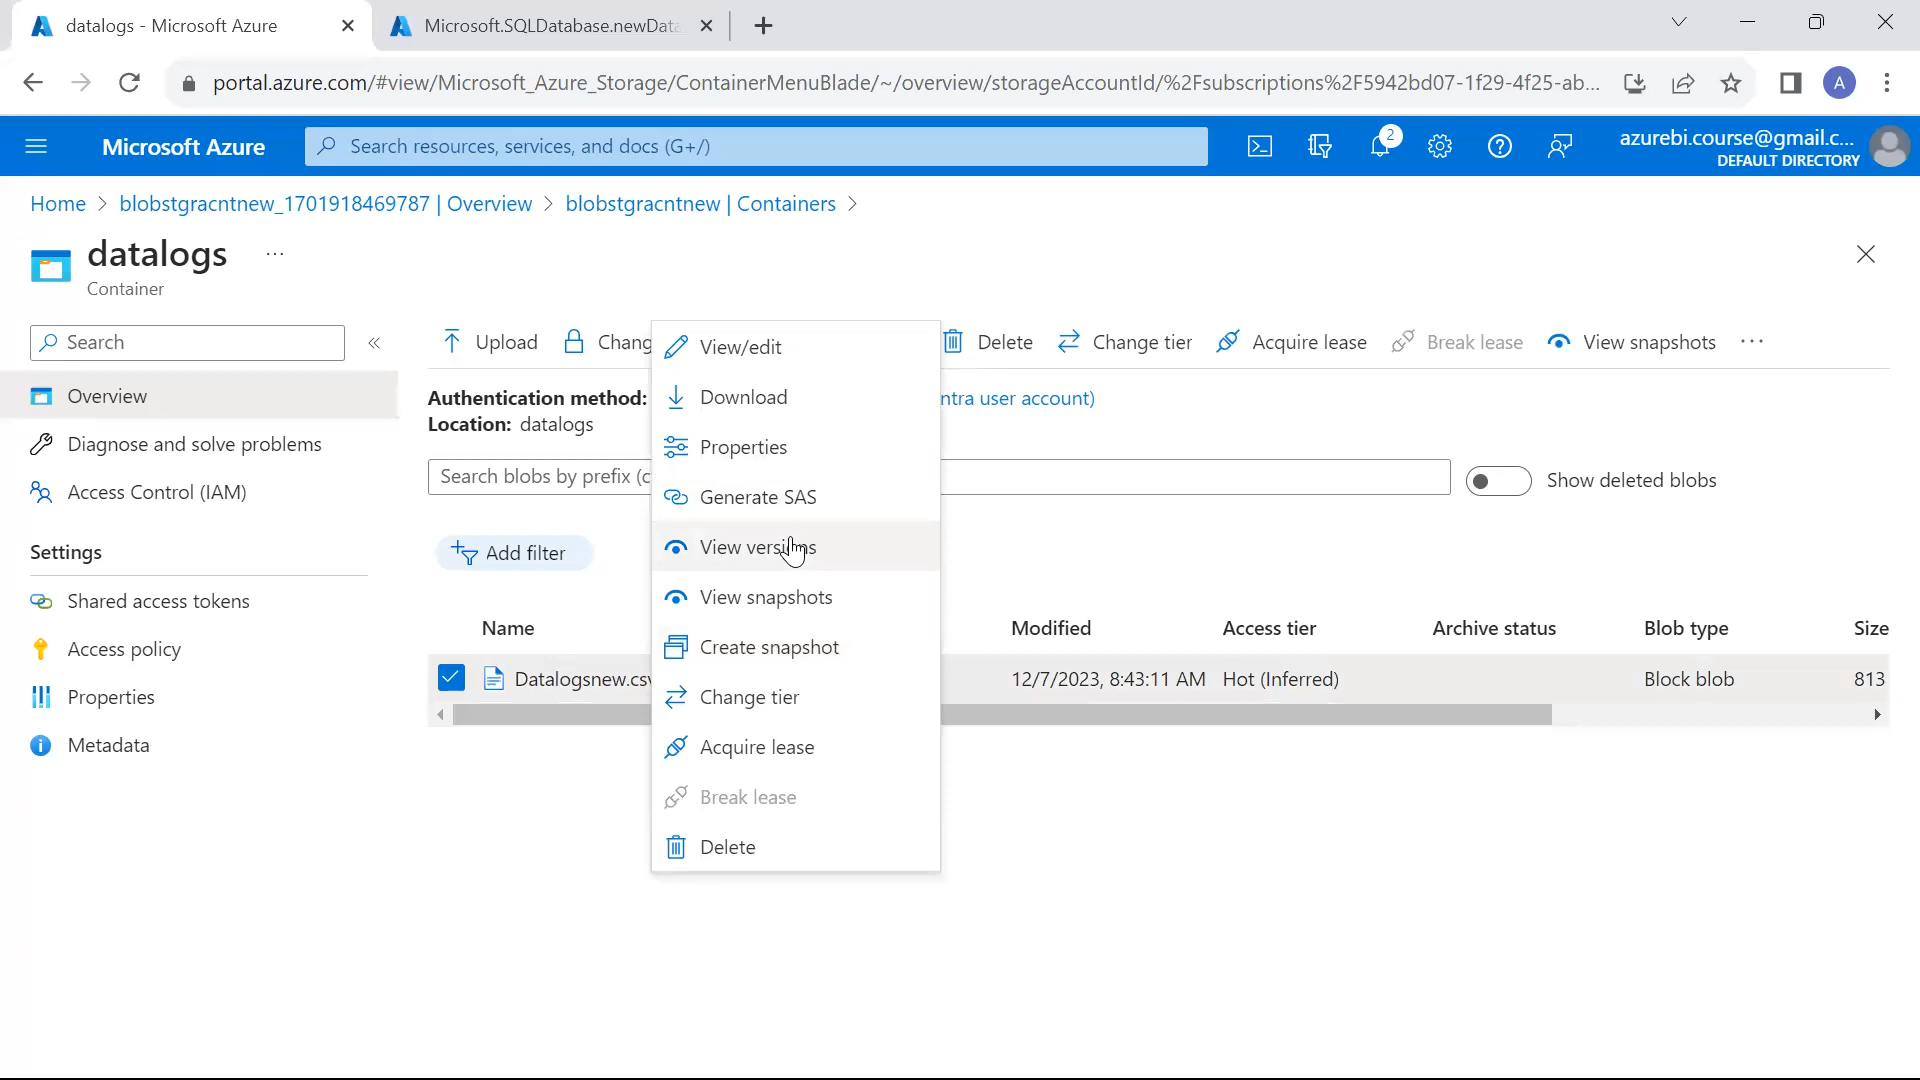 datalogs - Microsoft Azure
Microsoft.SQLDatabase.newData
portal.azure.com/#view/Microsoft_Azure_Storage/ContainerMenuBlade/~/overview/storageAccountId/%2Fsubscriptions%2F5942bd07-1f29-4f25-ab...
A
Microsoft Azure
Search resources, services, and docs (G+/)
2
azurebi.course@gmail.c...
DEFAULT DIRECTORY
Home > blobstgracntnew_1701918469787 | Overview > blobstgracntnew | Containers >
datalogs ...
Container
Search «
Overview
Diagnose and solve problems
Access Control (IAM)
Settings
Shared access tokens
Access policy
Properties
Metadata
Upload Chang Delete Change tier Acquire lease Break lease View snapshots ...
Authentication method: ntra user account)
Location: datalogs
Search blobs by prefix (c
Show deleted blobs
Add filter
View/edit
Download
Properties
Generate SAS
View versions
View snapshots
Create snapshot
Change tier
Acquire lease
Break lease
Delete
Name Modified Access tier Archive status Blob type Size
Datalogsnew.csv 12/7/2023, 8:43:11 AM Hot (Inferred) Block blob 813